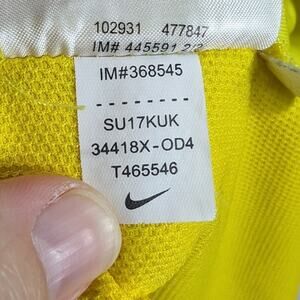 102931 477847
IM# 445591 2/2
IM#368545
- - - - - - - -
SU17KUK
34418X-OD4
T465546